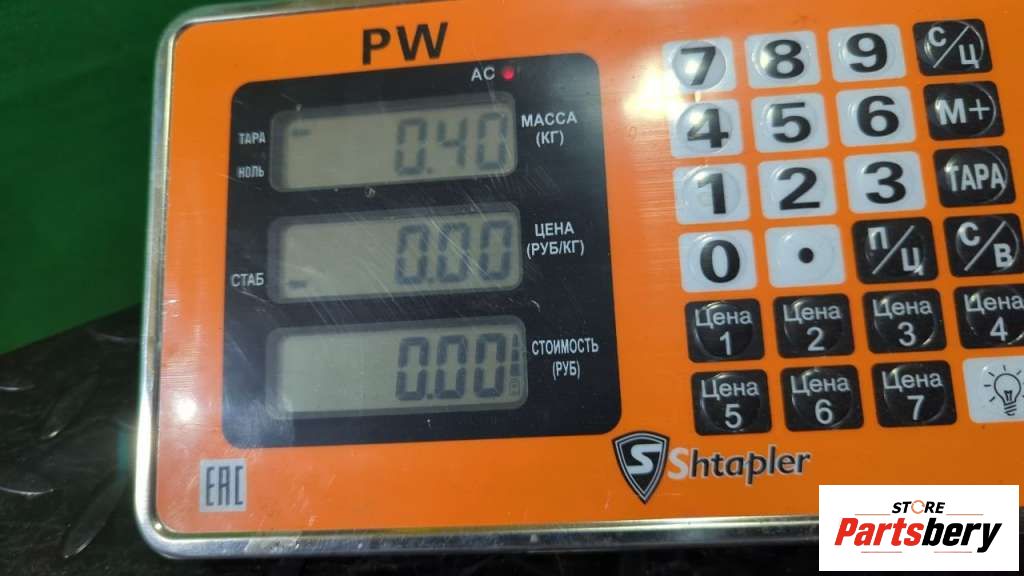 PW
AC
ТАРА
НОЛЬ
0.40
МАССА
(КГ)
СТАБ
0.00
ЦЕНА
(РУБ/КГ)
0.00
СТОИМОСТЬ
(РУБ)
7 8 9 С/Ц
4 5 6 М+
1 2 3 ТАРА
0 . П/Ц С/В
Цена 1 Цена 2 Цена 3 Цена 4
Цена 5 Цена 6 Цена 7
EAC
S Shtapler
STORE
Partsbery